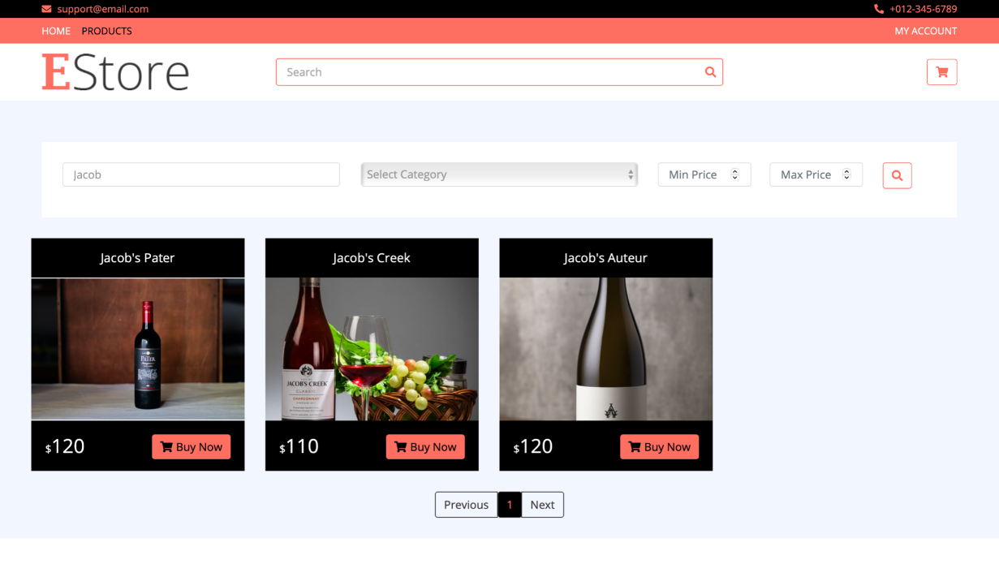 support@email.com
+012-345-6789
HOME PRODUCTS
MY ACCOUNT
EStore
Search
Jacob
Select Category
Min Price
Max Price
Jacob's Pater
Jacob's Creek
Jacob's Auteur
PATER
JACOB'S CREEK
CLASSIC
CHARDONNAY
$120
Buy Now
$110
Buy Now
$120
Buy Now
Previous 1 Next